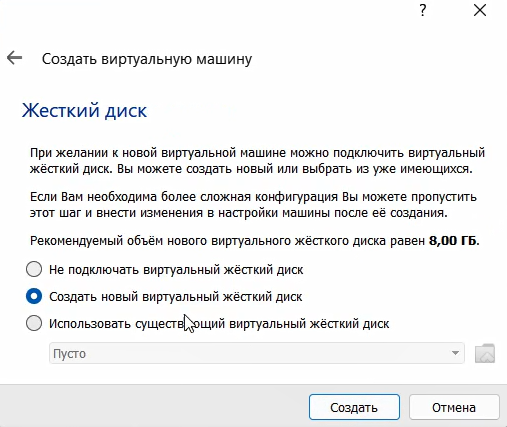 ?
Создать виртуальную машину
Жесткий диск
При желании к новой виртуальной машине можно подключить виртуальный
жёсткий диск. Вы можете создать новый или выбрать из уже имеющихся.
Если Вам необходима более сложная конфигурация Вы можете пропустить
этот шаг и внести изменения в настройки машины после её создания.
Рекомендуемый объём нового виртуального жёсткого диска равен 8,00 ГБ.
Не подключать виртуальный жёсткий диск
Создать новый виртуальный жёсткий диск
Использовать существующий виртуальный жёсткий диск
Пусто
Создать
Отмена